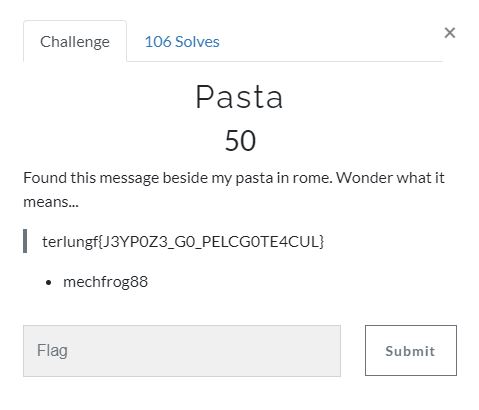 Challenge
106 Solves
×
Pasta
50
Found this message beside my pasta in rome. Wonder what it
means...
terlungf{J3YP0Z3_G0_PELCG0TE4CUL}
• mechfrog88
Flag
Submit